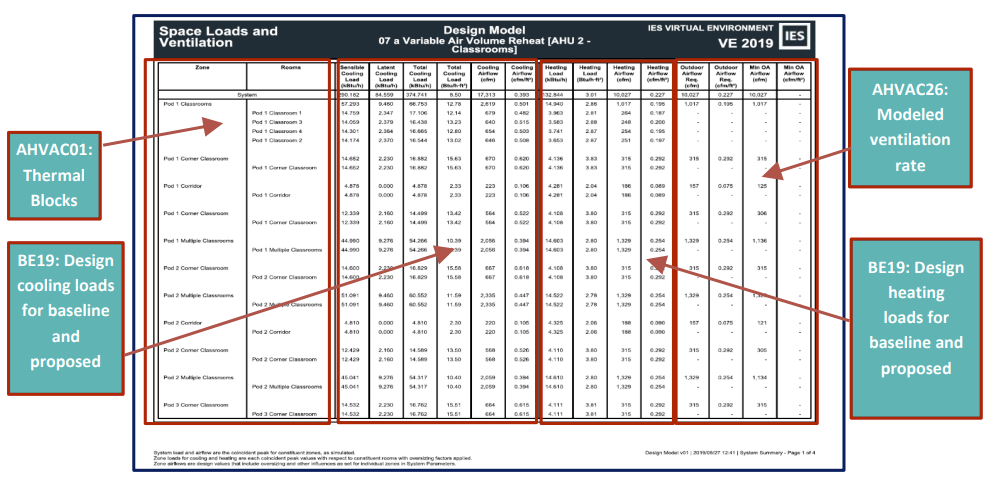 Space Loads and Ventilation
Design Model
07 a Variable Air Volume Reheat [AHU 2 - Classrooms]
IES VIRTUAL ENVIRONMENT
VE 2019
IES
Zone Rooms Sensible Cooling Load (kBtu/h) Latent Cooling Load (kBtu/h) Total Cooling Load (kBtu/h) Total Cooling Load (Btu/h·ft²) Cooling Airflow (cfm) Cooling Airflow (cfm/ft²) Heating Load (kBtu/h) Heating Load (Btu/h·ft²) Heating Airflow (cfm) Heating Airflow (cfm/ft²) Outdoor Airflow Req. (cfm) Outdoor Airflow Req. (cfm/ft²) Min OA Airflow (cfm) Min OA Airflow (cfm/ft²)
System 290.182 84.559 374.741 9.50 17,313 0.393 132.844 3.01 10,027 0.227 10,027 0.227 10,027 -
Pod 1 Classrooms 57.293 9.460 66.753 12.78 2,619 0.501 14.940 2.86 1,017 0.195 1,017 0.195 1,017 -
Pod 1 Classroom 1 14.759 2.347 17.106 12.14 679 0.482 3.963 2.81 264 0.187 - - - -
Pod 1 Classroom 3 14.059 2.379 16.438 13.23 640 0.515 3.583 2.88 248 0.200 - - - -
Pod 1 Classroom 4 14.301 2.364 16.665 12.80 654 0.503 3.741 2.87 254 0.195 - - - -
Pod 1 Classroom 2 14.174 2.370 16.544 13.02 646 0.508 3.653 2.87 251 0.197 - - - -
Pod 1 Corner Classroom 14.652 2.230 16.882 15.63 670 0.620 4.136 3.83 315 0.292 315 0.292 315 -
Pod 1 Corner Classroom 14.652 2.230 16.882 15.63 670 0.620 4.136 3.83 315 0.292 - - - -
Pod 1 Corridor 4.878 0.000 4.878 2.33 223 0.106 4.281 2.04 186 0.089 157 0.075 125 -
Pod 1 Corridor 4.878 0.000 4.878 2.33 223 0.106 4.281 2.04 186 0.089 - - - -
Pod 1 Corner Classroom 12.339 2.160 14.499 13.42 564 0.522 4.108 3.80 315 0.292 315 0.292 306 -
Pod 1 Corner Classroom 12.339 2.160 14.499 13.42 564 0.522 4.108 3.80 315 0.292 - - - -
Pod 1 Multiple Classrooms 44.990 9.276 54.266 10.39 2,058 0.394 14.603 2.80 1,329 0.254 1,329 0.254 1,136 -
Pod 1 Multiple Classroom 44.990 9.276 54.266 2,058 0.394 14.603 2.80 1,329 0.254 - - - -
Pod 2 Corner Classroom 14.600 2.230 16.829 15.58 667 0.618 4.108 3.80 315 315 0.292 315 -
Pod 2 Corner Classroom 14.600 2.230 16.829 15.58 667 0.618 4.108 3.80 315 0.292 - - - -
Pod 2 Multiple Classrooms 51.091 9.460 60.552 11.59 2,335 0.447 14.522 2.78 1,329 0.254 1,329 0.254 -
Pod 2 Multiple Classrooms 51.091 9.460 60.552 11.59 2,335 0.447 14.522 2.78 1,329 0.254 - - - -
Pod 2 Corridor 4.810 0.000 4.810 2.30 220 0.105 4.325 2.06 188 0.090 157 0.075 121 -
Pod 2 Corridor 4.810 0.000 4.810 2.30 220 0.105 4.325 2.06 188 0.090 - - - -
Pod 2 Corner Classroom 12.429 2.160 14.589 13.50 568 0.526 4.110 3.80 315 0.292 315 0.292 305 -
Pod 2 Corner Classroom 12.429 2.160 14.589 13.50 568 0.526 4.110 3.80 315 0.292 - - - -
Pod 2 Multiple Classrooms 45.041 9.276 54.317 10.40 2,059 0.394 14.610 2.80 1,329 0.254 1,329 0.254 1,134 -
Pod 2 Multiple Classrooms 45.041 9.276 54.317 10.40 2,059 0.394 14.610 2.80 1,329 0.254 - - - -
Pod 3 Corner Classroom 14.532 2.230 16.762 15.51 664 0.615 4.111 3.81 315 0.292 315 0.292 315 -
Pod 3 Corner Classroom 14.532 2.230 16.762 15.51 664 0.615 4.111 3.81 315 0.292 - - - -
System load and airflow are the coincident peak for constituent zones, as simulated.
Zone loads for cooling and heating are each coincident peak values with respect to constituent rooms with oversizing factors applied.
Zone airflows are design values that include oversizing and other influences as set for individual zones in System Parameters.
Design Model v01 | 2019/09/27 12:41 | System Summary - Page 1 of 4
AHVAC01:
Thermal
Blocks
BE19: Design
cooling loads
for baseline
and
proposed
AHVAC26:
Modeled
ventilation
rate
BE19: Design
heating
loads for
baseline and
proposed